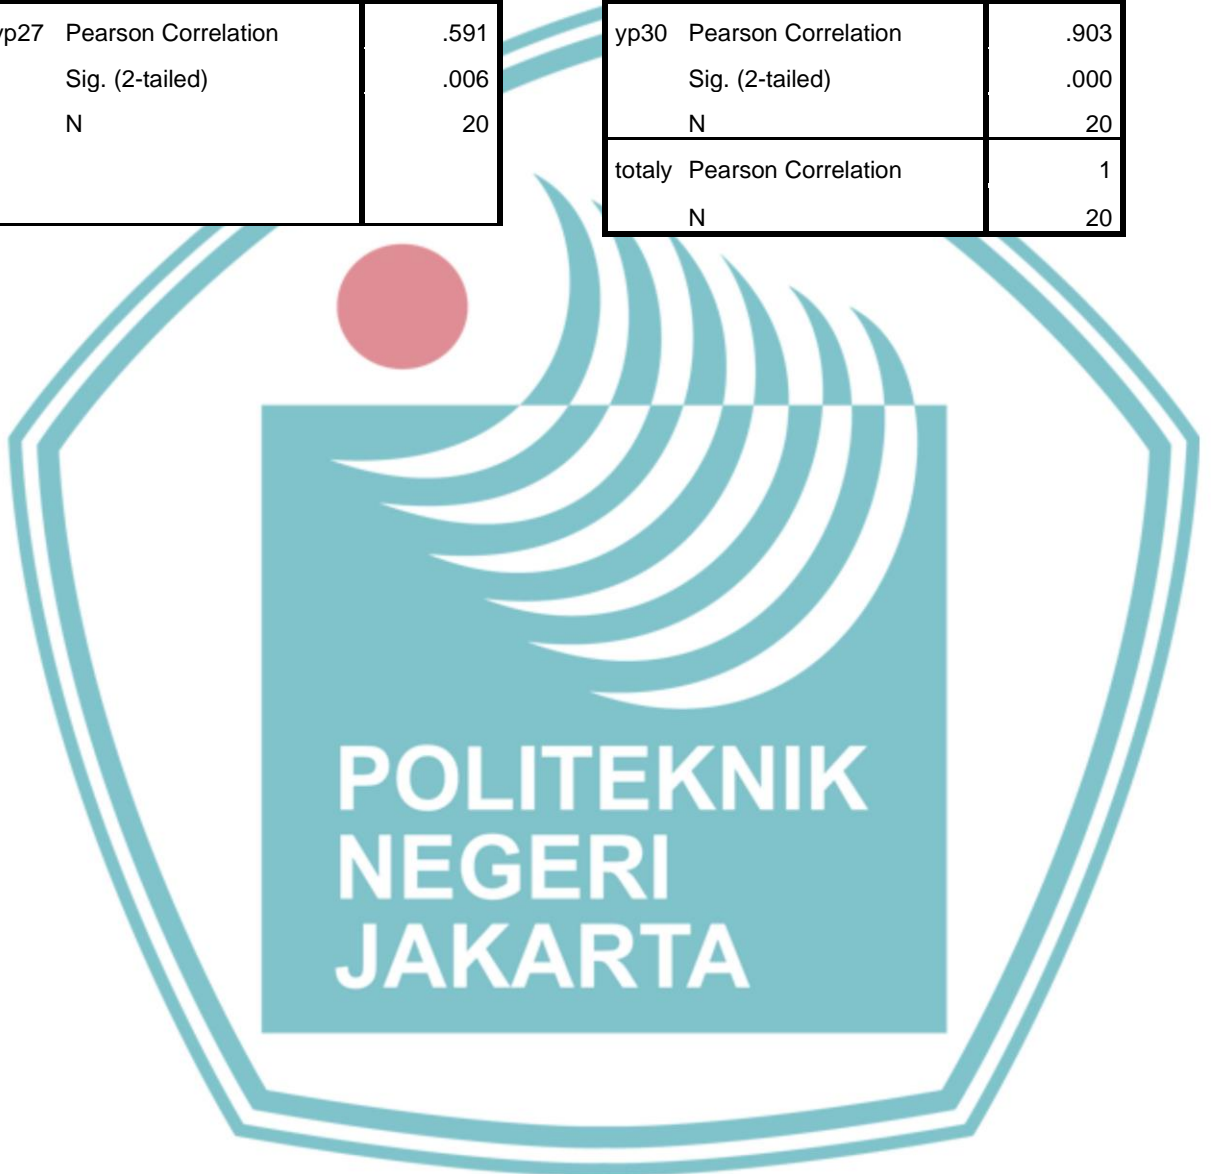 yp27 Pearson Correlation .591
Sig. (2-tailed) .006
N 20
yp30 Pearson Correlation .903
Sig. (2-tailed) .000
N 20
totaly Pearson Correlation 1
N 20
POLITEKNIK
NEGERI
JAKARTA